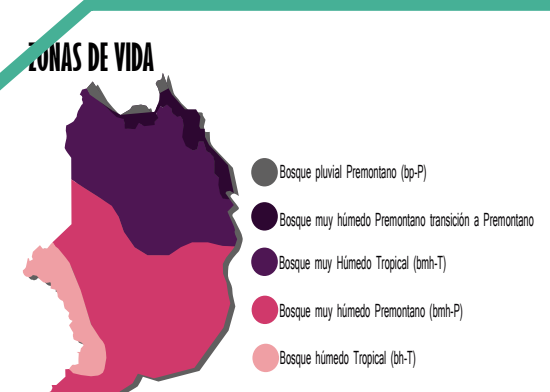 ZONAS DE VIDA
Bosque pluvial Premontano (bp-P)
Bosque muy húmedo Premontano transición a Premontano
Bosque muy Húmedo Tropical (bmh-T)
Bosque muy húmedo Premontano (bmh-P)
Bosque húmedo Tropical (bh-T)